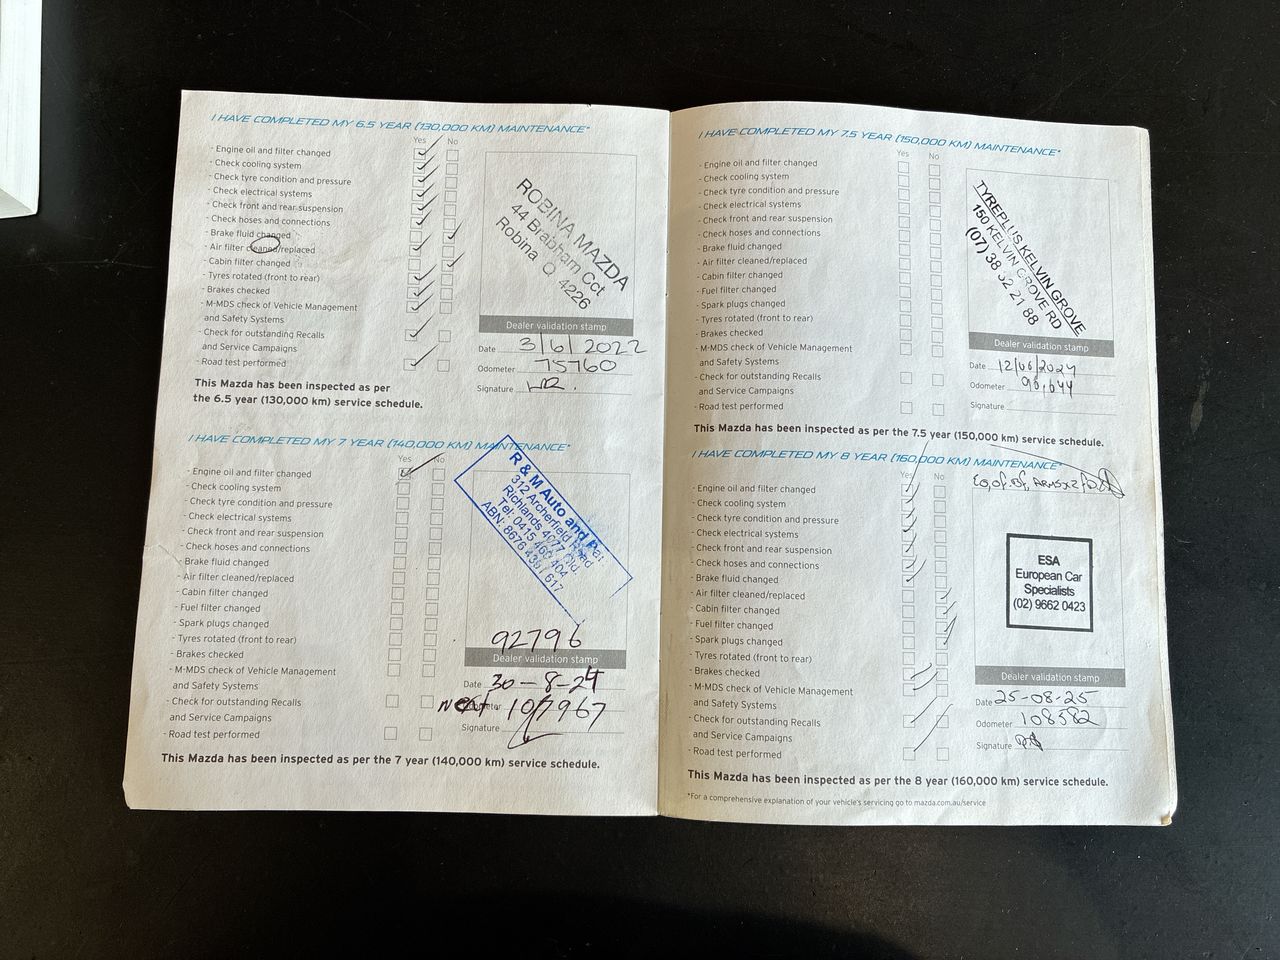 I HAVE COMPLETED MY 6.5 YEAR (130,000 KM) MAINTENANCE*
Yes No
- Engine oil and filter changed
- Check cooling system
- Check tyre condition and pressure
- Check electrical systems
- Check front and rear suspension
- Check hoses and connections
- Brake fluid changed
- Air filter cleaned/replaced
- Cabin filter changed
- Tyres rotated (front to rear)
- Brakes checked
- M-MDS check of Vehicle Management
and Safety Systems
- Check for outstanding Recalls
and Service Campaigns
- Road test performed
ROBINA MAZDA
44 Brabham Cct
Robina Q 4226
Dealer validation stamp
Date 3/6/2022
Odometer 75760
Signature
This Mazda has been inspected as per
the 6.5 year (130,000 km) service schedule.
I HAVE COMPLETED MY 7 YEAR (140,000 KM) MAINTENANCE*
Yes No
- Engine oil and filter changed
- Check cooling system
- Check tyre condition and pressure
- Check electrical systems
- Check front and rear suspension
- Check hoses and connections
- Brake fluid changed
- Air filter cleaned/replaced
- Cabin filter changed
- Fuel filter changed
- Spark plugs changed
- Tyres rotated (front to rear)
- Brakes checked
- M-MDS check of Vehicle Management
and Safety Systems
- Check for outstanding Recalls
and Service Campaigns
- Road test performed
R & M Auto and
312 Archerfield Road
Richlands 4077 Qld.
Tel: 0415 460 404
ABN: 8676 4351 617
92796
Dealer validation stamp
Date 30-8-24
next Odometer 107967
Signature
This Mazda has been inspected as per the 7 year (140,000 km) service schedule.
I HAVE COMPLETED MY 7.5 YEAR (150,000 KM) MAINTENANCE*
Yes No
- Engine oil and filter changed
- Check cooling system
- Check tyre condition and pressure
- Check electrical systems
- Check front and rear suspension
- Check hoses and connections
- Brake fluid changed
- Air filter cleaned/replaced
- Cabin filter changed
- Fuel filter changed
- Spark plugs changed
- Tyres rotated (front to rear)
- Brakes checked
- M-MDS check of Vehicle Management
and Safety Systems
- Check for outstanding Recalls
and Service Campaigns
- Road test performed
TYREPLUS KELVIN GROVE
150 KELVIN GROVE RD
(07) 38 32 21 88
Dealer validation stamp
Date 12/06/2024
Odometer 98,644
Signature
This Mazda has been inspected as per the 7.5 year (150,000 km) service schedule.
I HAVE COMPLETED MY 8 YEAR (160,000 KM) MAINTENANCE*
Yes No
- Engine oil and filter changed
- Check cooling system
- Check tyre condition and pressure
- Check electrical systems
- Check front and rear suspension
- Check hoses and connections
- Brake fluid changed
- Air filter cleaned/replaced
- Cabin filter changed
- Fuel filter changed
- Spark plugs changed
- Tyres rotated (front to rear)
- Brakes checked
- M-MDS check of Vehicle Management
and Safety Systems
- Check for outstanding Recalls
and Service Campaigns
- Road test performed
ESA
European Car
Specialists
(02) 9662 0423
Dealer validation stamp
Date 25-08-25
Odometer 108582
Signature
This Mazda has been inspected as per the 8 year (160,000 km) service schedule.
*For a comprehensive explanation of your vehicle's servicing go to mazda.com.au/service